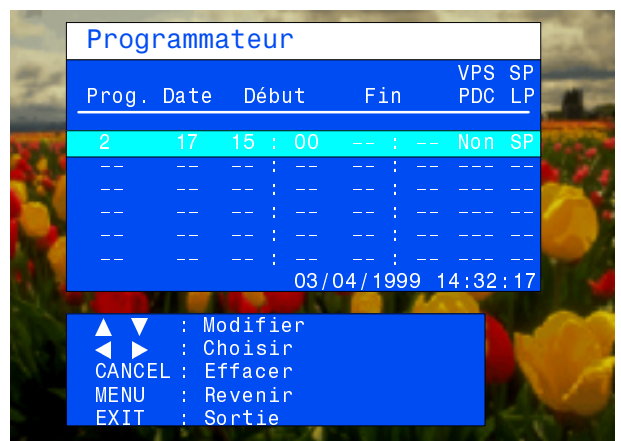 Programmateur
VPS SP
Prog. Date Début Fin PDC LP
2 17 15 : 00 -- : -- Non SP
-- -- -- : -- -- : -- --- --
-- -- -- : -- -- : -- --- --
-- -- -- : -- -- : -- --- --
-- -- -- : -- -- : -- --- --
-- -- -- : -- -- : -- --- --
03/04/1999 14:32:17
▲ ▼ : Modifier
◀ ▶ : Choisir
CANCEL : Effacer
MENU : Revenir
EXIT : Sortie